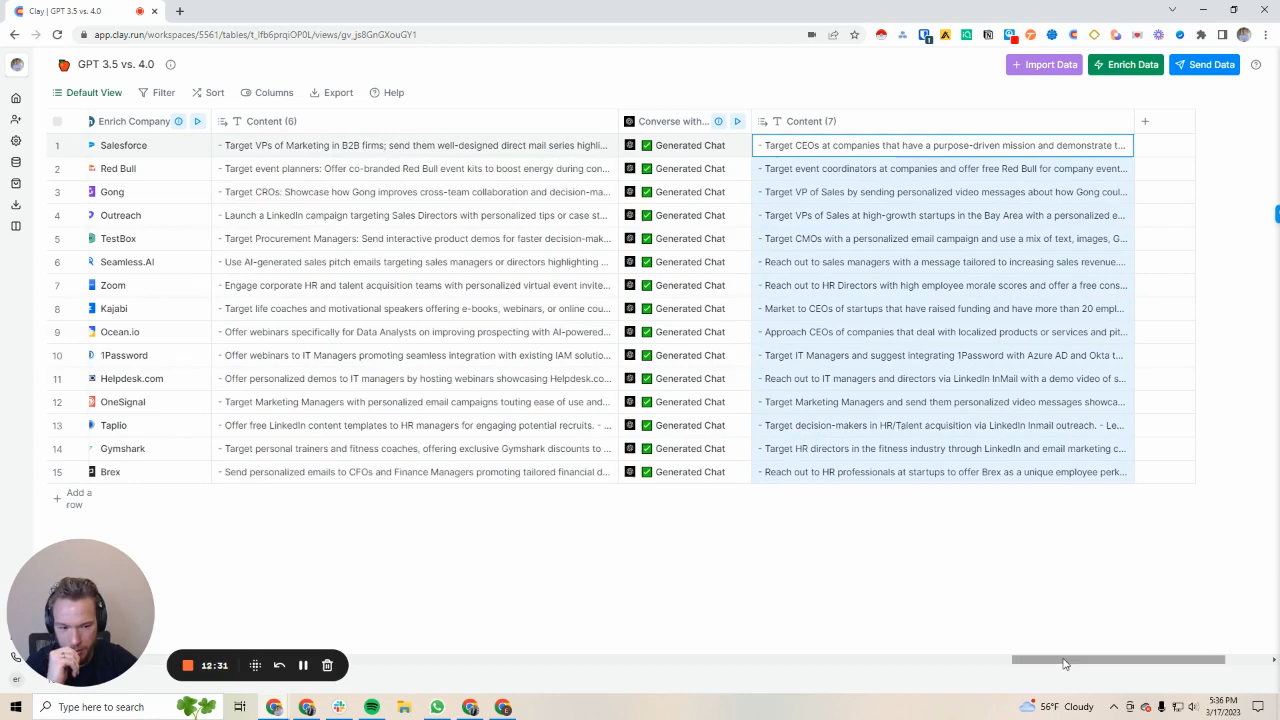 Clay | GPT 3.5 vs. 4.0
app.clay.run/workspaces/5561/tables/t_lfb6prqiOP0L/views/gv_js8GnGXouGY1
GPT 3.5 vs. 4.0
Import Data
Enrich Data
Send Data
Default View
Filter
Sort
Columns
Export
Help
Enrich Company
Content (6)
Converse with...
Content (7)
1 Salesforce - Target VPs of Marketing in B2B firms; send them well-designed direct mail series highli... Generated Chat - Target CEOs at companies that have a purpose-driven mission and demonstrate t...
2 Red Bull - Target event planners: Offer co-branded Red Bull event kits to boost energy during con... Generated Chat - Target event coordinators at companies and offer free Red Bull for company event...
3 Gong - Target CROs: Showcase how Gong improves cross-team collaboration and decision-ma... Generated Chat - Target VP of Sales by sending personalized video messages about how Gong coul...
4 Outreach - Launch a LinkedIn campaign targeting Sales Directors with personalized tips or case st... Generated Chat - Target VPs of Sales at high-growth startups in the Bay Area with a personalized e...
5 TestBox - Target Procurement Managers: Send interactive product demos for faster decision-mak... Generated Chat - Target CMOs with a personalized email campaign and use a mix of text, images, G...
6 Seamless.AI - Use AI-generated sales pitch emails targeting sales managers or directors highlighting ... Generated Chat - Reach out to sales managers with a message tailored to increasing sales revenue....
7 Zoom - Engage corporate HR and talent acquisition teams with personalized virtual event invite... Generated Chat - Reach out to HR Directors with high employee morale scores and offer a free cons...
8 Kajabi - Target life coaches and motivational speakers offering e-books, webinars, or online cou... Generated Chat - Market to CEOs of startups that have raised funding and have more than 20 empl...
9 Ocean.io - Offer webinars specifically for Data Analysts on improving prospecting with AI-powered... Generated Chat - Approach CEOs of companies that deal with localized products or services and pit...
10 1Password - Offer webinars to IT Managers promoting seamless integration with existing IAM solutio... Generated Chat - Target IT Managers and suggest integrating 1Password with Azure AD and Okta t...
11 Helpdesk.com - Offer personalized demos to IT managers by hosting webinars showcasing Helpdesk.co... Generated Chat - Reach out to IT managers and directors via LinkedIn InMail with a demo video of s...
12 OneSignal - Target Marketing Managers with personalized email campaigns touting ease of use and... Generated Chat - Target Marketing Managers and send them personalized video messages showca...
13 Taplio - Offer free LinkedIn content templates to HR managers for engaging potential recruits. - ... Generated Chat - Target decision-makers in HR/Talent acquisition via LinkedIn Inmail outreach. - Le...
14 Gymshark - Target personal trainers and fitness coaches, offering exclusive Gymshark discounts to ... Generated Chat - Target HR directors in the fitness industry through LinkedIn and email marketing c...
15 Brex - Send personalized emails to CFOs and Finance Managers promoting tailored financial d... Generated Chat - Reach out to HR professionals at startups to offer Brex as a unique employee perk...
Add a
row
12:31
er
Type here to search
56°F Cloudy
5:36 PM
3/17/2023